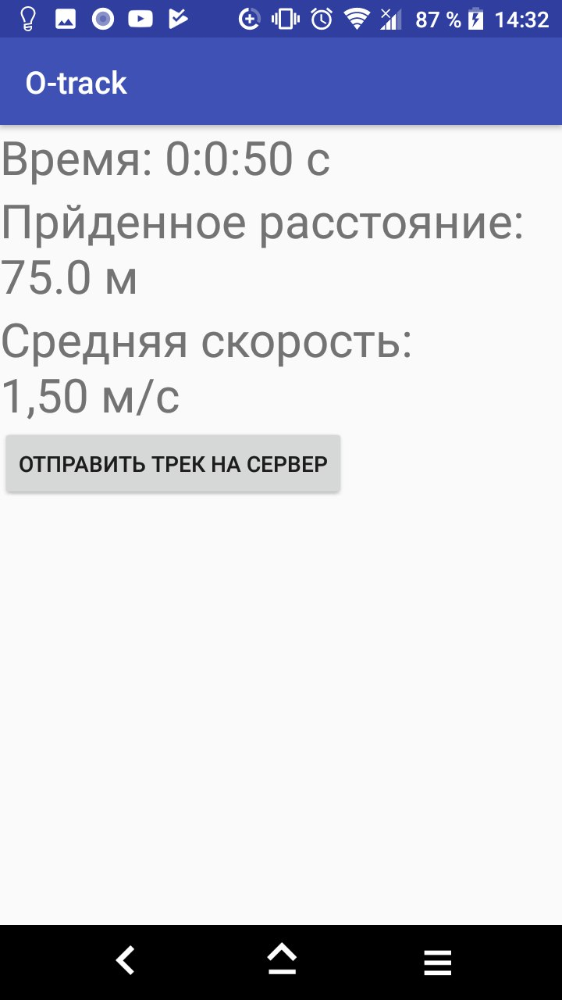 87 % 14:32
O-track
Время: 0:0:50 с
Прйденное расстояние:
75.0 м
Средняя скорость:
1,50 м/с
ОТПРАВИТЬ ТРЕК НА СЕРВЕР